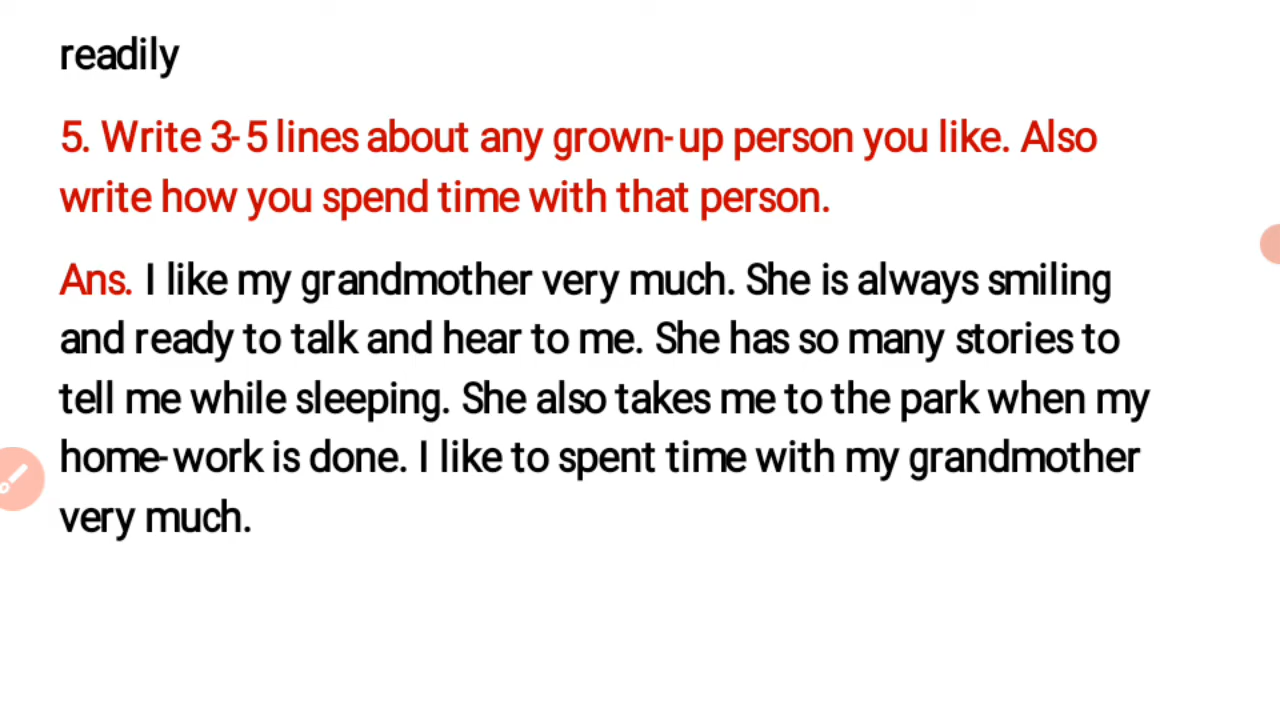 readily
5. Write 3-5 lines about any grown-up person you like. Also
write how you spend time with that person.
Ans. I like my grandmother very much. She is always smiling
and ready to talk and hear to me. She has so many stories to
tell me while sleeping. She also takes me to the park when my
home-work is done. I like to spent time with my grandmother
very much.